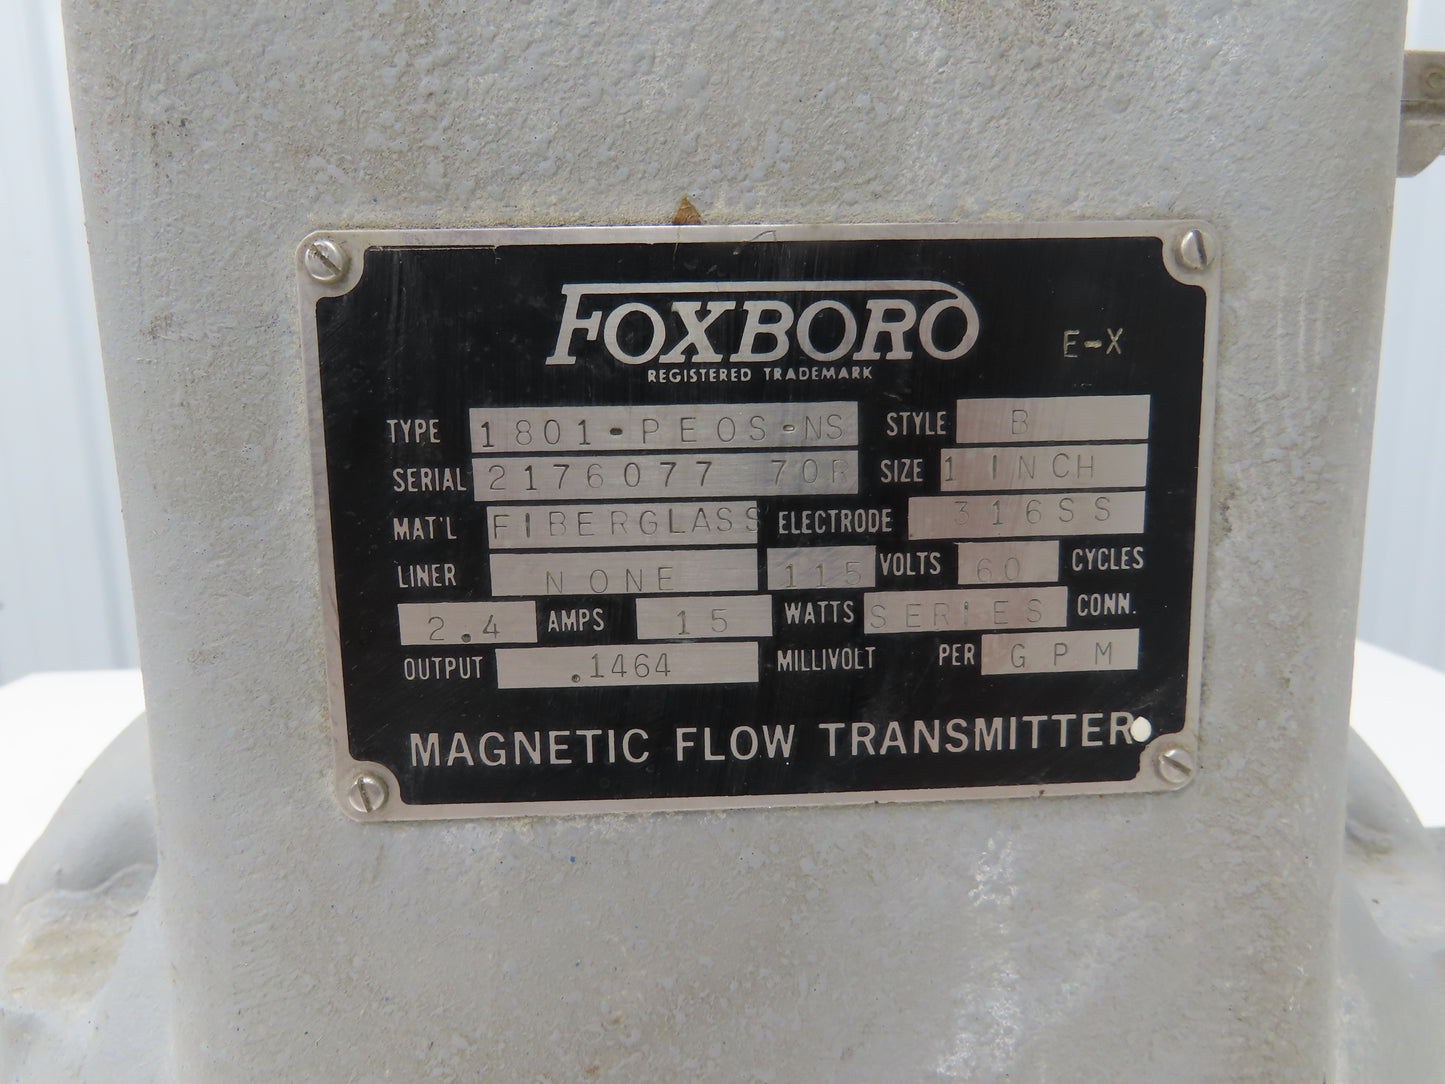 FOXBORO
REGISTERED TRADEMARK
E-X
TYPE 1801-PEOS-NS STYLE B
SERIAL 2176077 70R SIZE 1 INCH
MAT'L FIBERGLASS ELECTRODE 316SS
LINER NONE 115 VOLTS 60 CYCLES
2.4 AMPS 15 WATTS SERIES CONN.
OUTPUT .1464 MILLIVOLT PER GPM
MAGNETIC FLOW TRANSMITTER